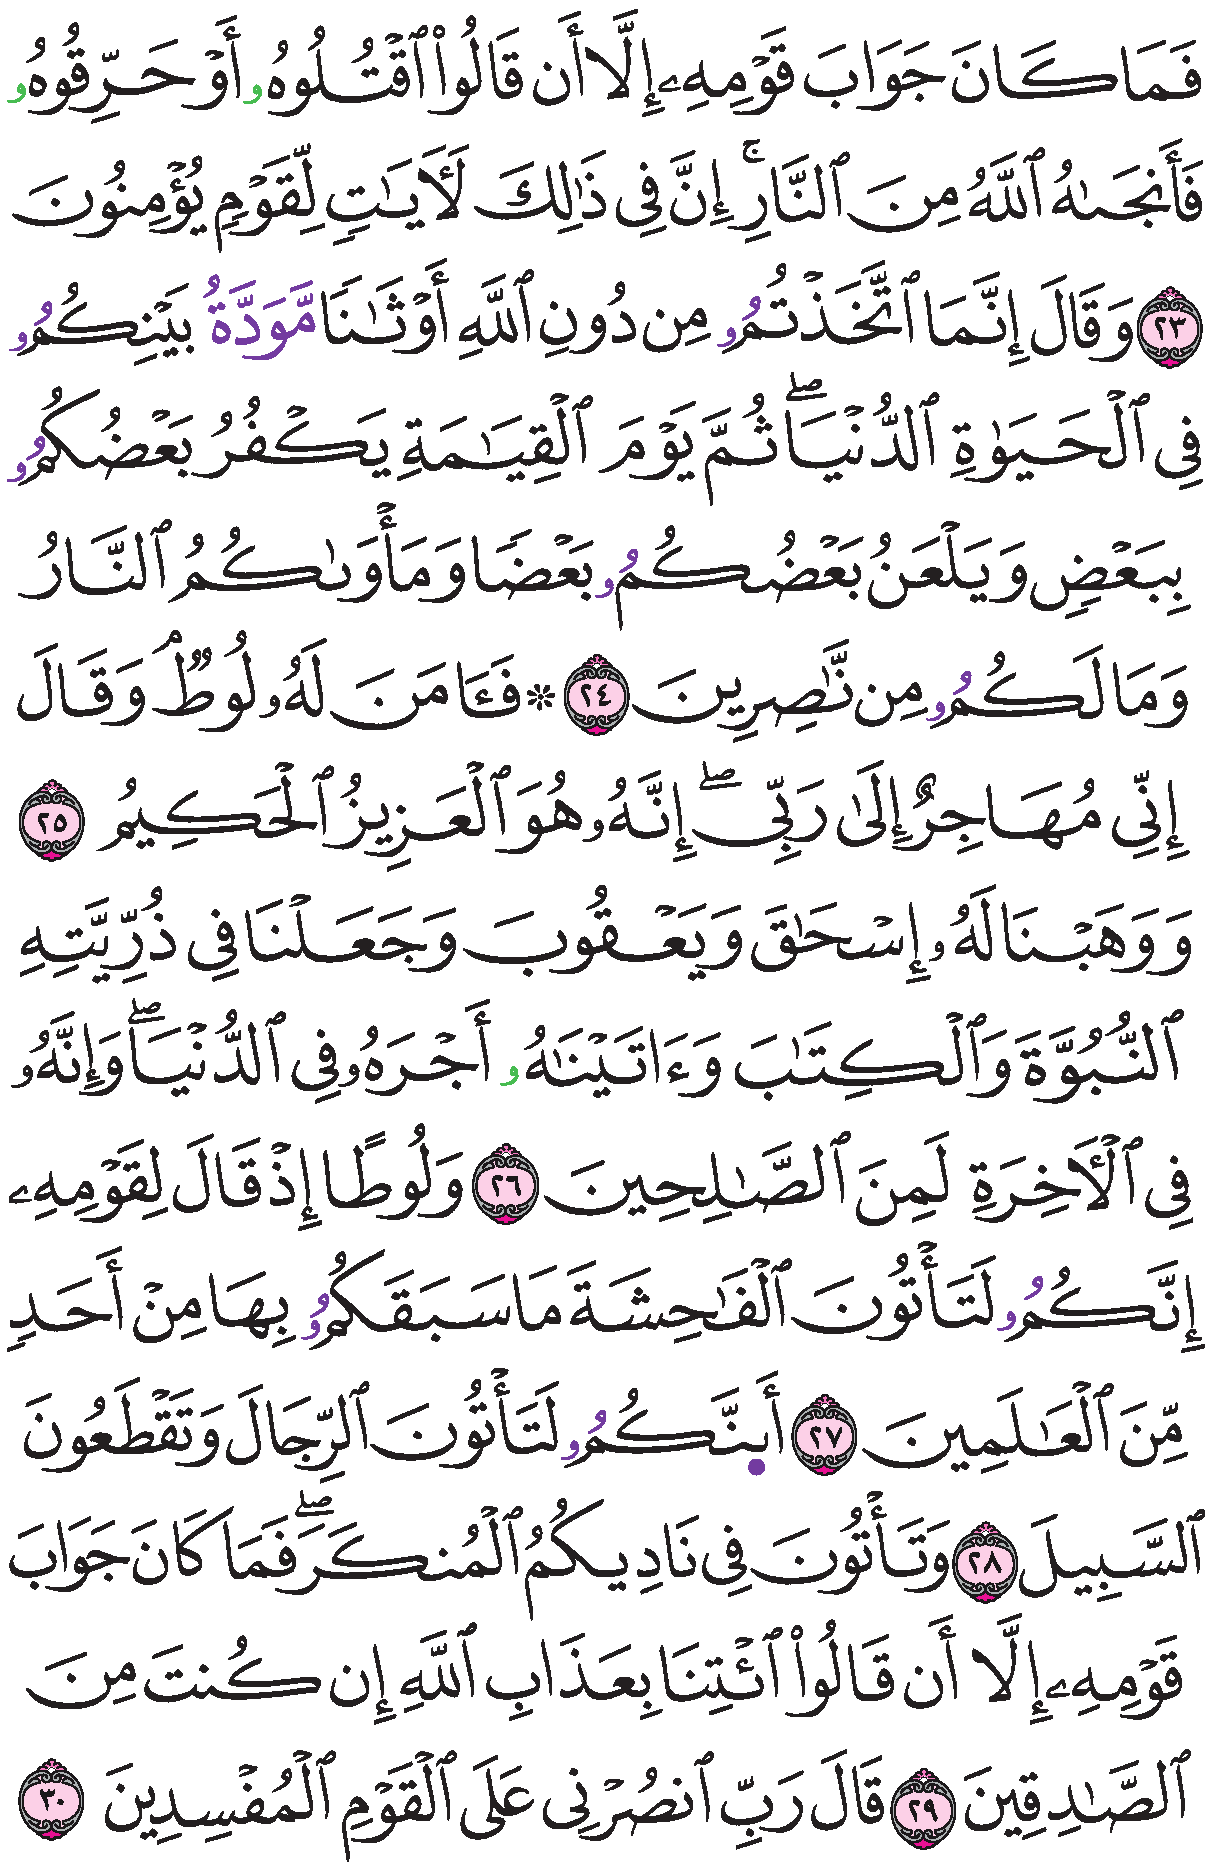 فَمَا كَانَ جَوَابَ قَوْمِهِۦٓ إِلَّآ أَن قَالُوا۟ ٱقْتُلُوهُۥ أَوْ حَرِّقُوهُۥ
فَأَنجَىٰهُ ٱللَّهُ مِنَ ٱلنَّارِ ۚ إِنَّ فِى ذَٰلِكَ لَـَٔايَـٰتٍ لِّقَوْمٍ يُؤْمِنُونَ
٢٣ وَقَالَ إِنَّمَا ٱتَّخَذْتُمُۥ مِن دُونِ ٱللَّهِ أَوْثَـٰنًا مَّوَدَّةُ بَيْنِكُمُۥ
فِى ٱلْحَيَوٰةِ ٱلدُّنْيَا ۖ ثُمَّ يَوْمَ ٱلْقِيَـٰمَةِ يَكْفُرُ بَعْضُكُمُۥ
بِبَعْضٍ وَيَلْعَنُ بَعْضُكُمُۥ بَعْضًا وَمَأْوَىٰكُمُ ٱلنَّارُ
وَمَا لَكُمُۥ مِن نَّـٰصِرِينَ ٢٤ ۞ فَـَٔامَنَ لَهُۥ لُوطٌ ۘ وَقَالَ
إِنِّى مُهَاجِرٌ إِلَىٰ رَبِّى ۖ إِنَّهُۥ هُوَ ٱلْعَزِيزُ ٱلْحَكِيمُ ٢٥
وَوَهَبْنَا لَهُۥ إِسْحَـٰقَ وَيَعْقُوبَ وَجَعَلْنَا فِى ذُرِّيَّتِهِ
ٱلنُّبُوَّةَ وَٱلْكِتَـٰبَ وَءَاتَيْنَـٰهُۥ أَجْرَهُۥ فِى ٱلدُّنْيَا ۖ وَإِنَّهُۥ
فِى ٱلْـَٔاخِرَةِ لَمِنَ ٱلصَّـٰلِحِينَ ٢٦ وَلُوطًا إِذْ قَالَ لِقَوْمِهِۦ
إِنَّكُمُۥ لَتَأْتُونَ ٱلْفَـٰحِشَةَ مَا سَبَقَكُمُۥ بِهَا مِنْ أَحَدٍ
مِّنَ ٱلْعَـٰلَمِينَ ٢٧ أَىِٕنَّكُمُۥ لَتَأْتُونَ ٱلرِّجَالَ وَتَقْطَعُونَ
ٱلسَّبِيلَ ٢٨ وَتَأْتُونَ فِى نَادِيكُمُ ٱلْمُنكَرَ ۖ فَمَا كَانَ جَوَابَ
قَوْمِهِۦ إِلَّا أَن قَالُوا۟ ٱئْتِنَا بِعَذَابِ ٱللَّهِ إِن كُنتَ مِنَ
ٱلصَّـٰدِقِينَ ٢٩ قَالَ رَبِّ ٱنصُرْنِى عَلَى ٱلْقَوْمِ ٱلْمُفْسِدِينَ ٣٠